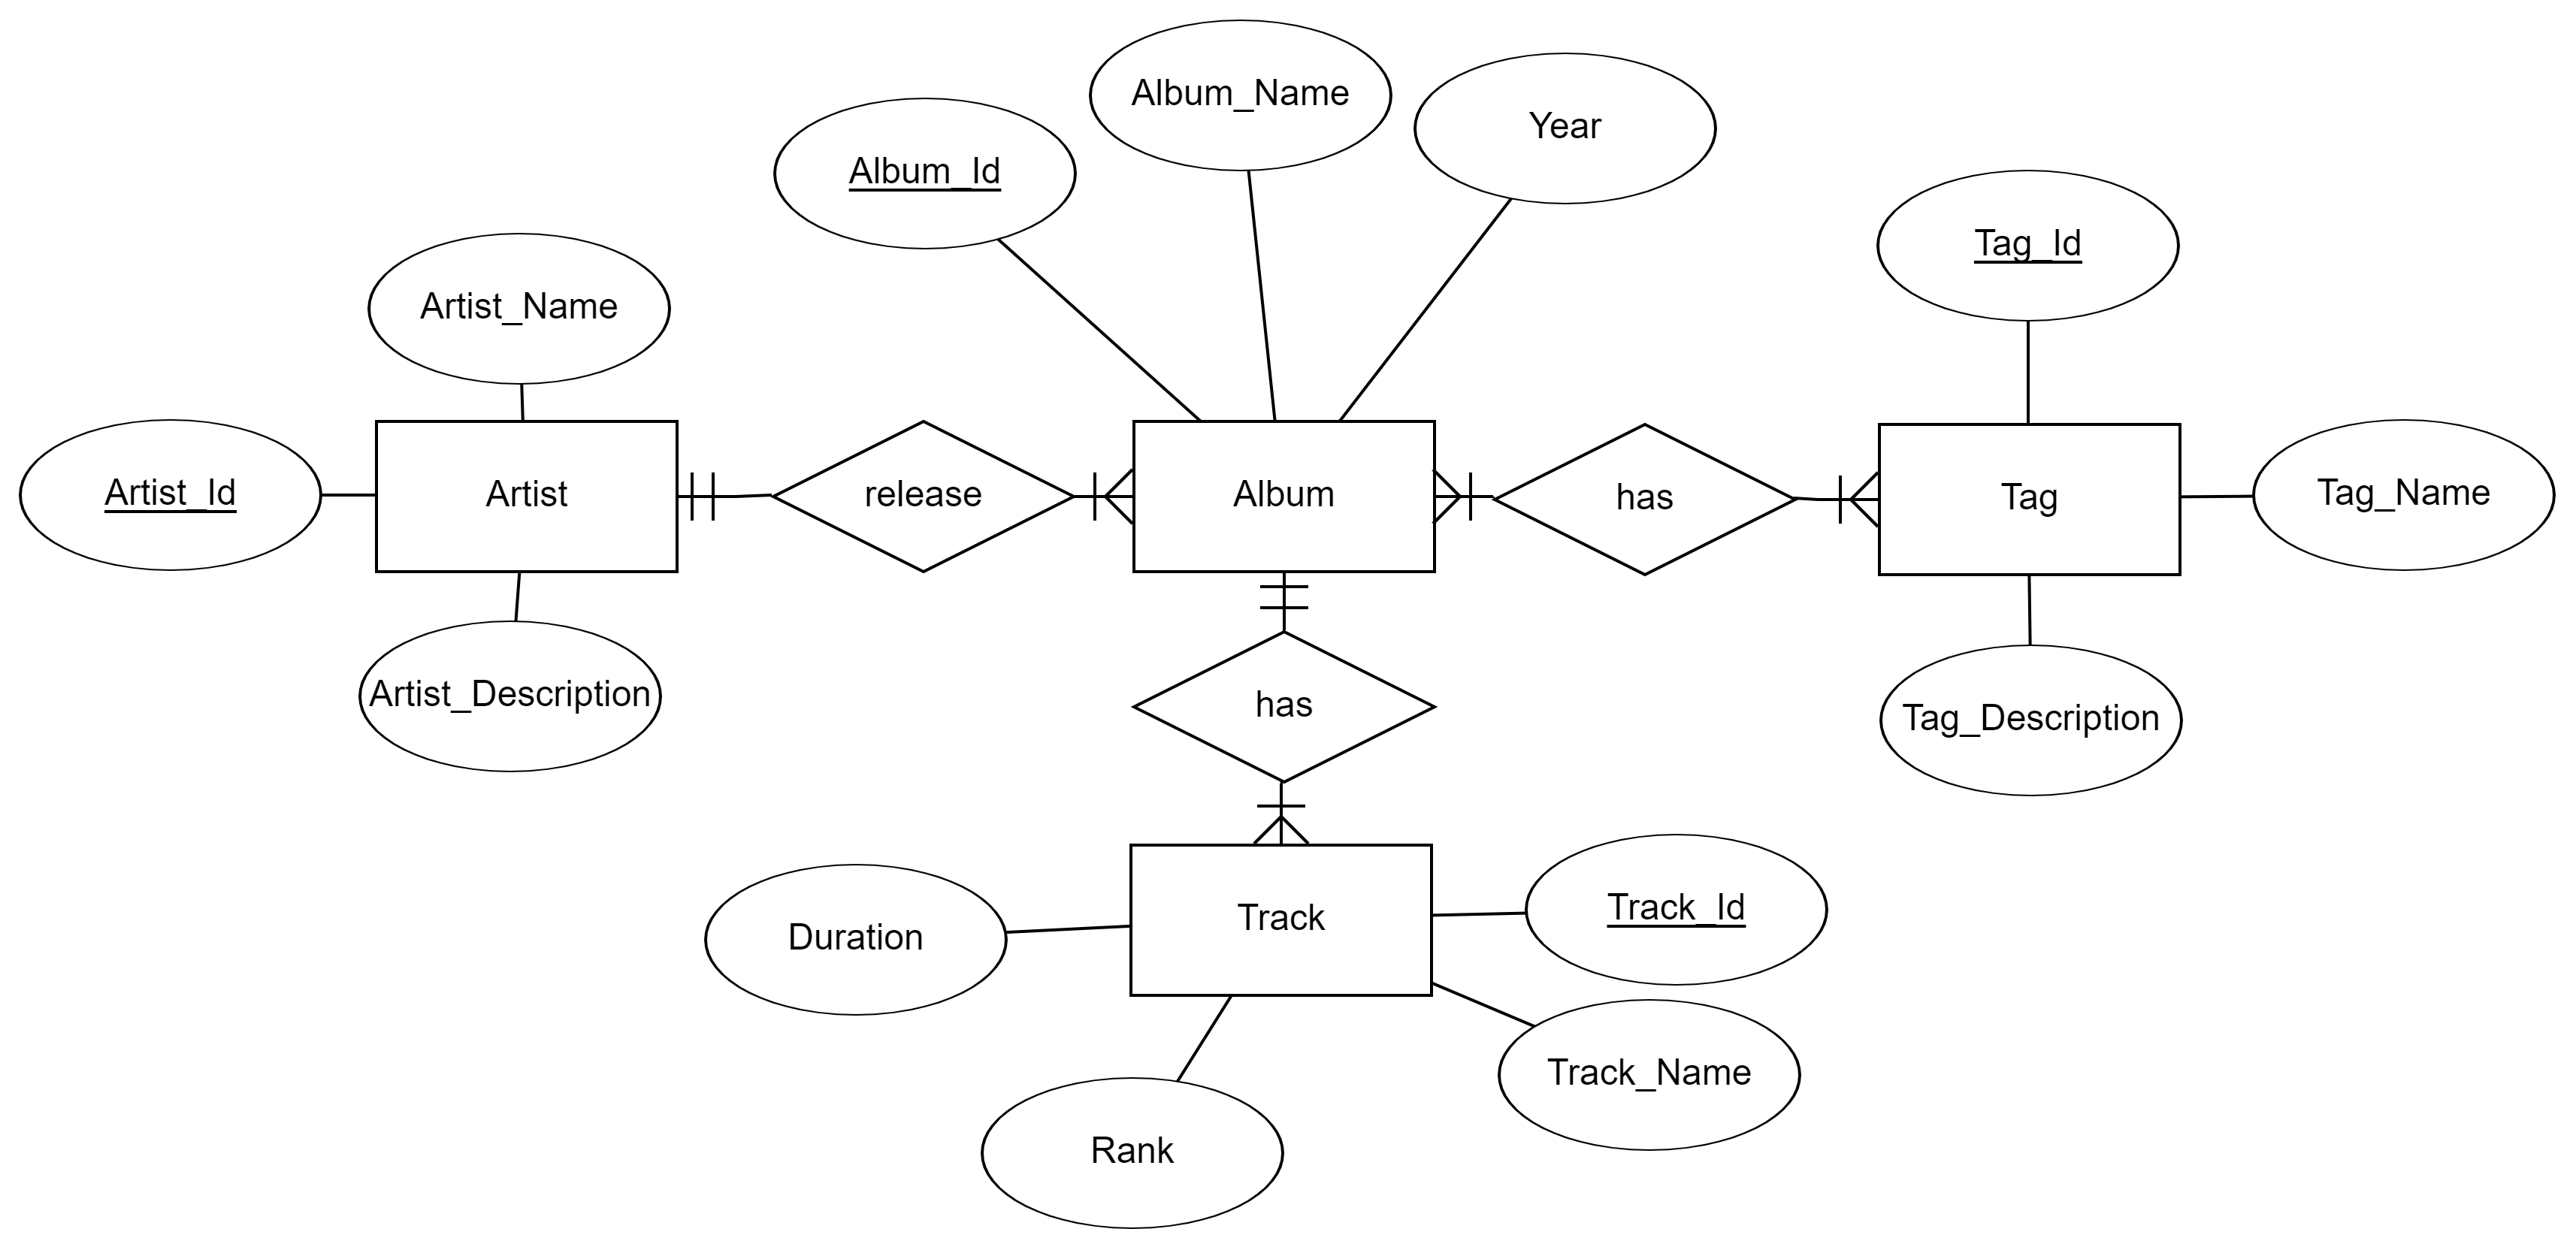 Album_Name
Year
Album_Id
Tag_Id
Artist_Name
Artist_Id
Artist
release
Album
has
Tag
Tag_Name
Artist_Description
has
Tag_Description
Duration
Track
Track_Id
Track_Name
Rank